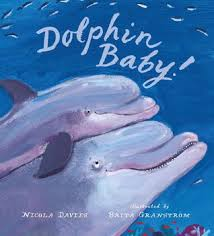 Dolphin
Baby!
illustrated by
NICOLA DAVIES BRITA GRANSTRÖM